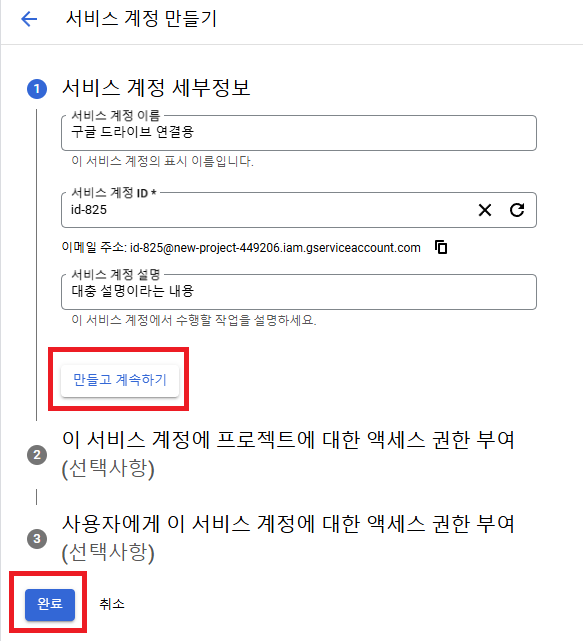 서비스 계정 만들기
1 서비스 계정 세부정보
서비스 계정 이름
구글 드라이브 연결용
이 서비스 계정의 표시 이름입니다.
서비스 계정 ID *
id-825
이메일 주소: id-825@new-project-449206.iam.gserviceaccount.com
서비스 계정 설명
대충 설명이라는 내용
이 서비스 계정에서 수행할 작업을 설명하세요.
만들고 계속하기
2 이 서비스 계정에 프로젝트에 대한 액세스 권한 부여
(선택사항)
3 사용자에게 이 서비스 계정에 대한 액세스 권한 부여
(선택사항)
완료 취소